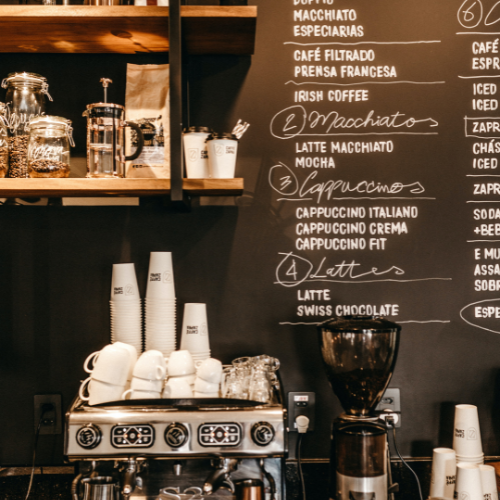 MACCHIATO
ESPECIARIAS
CAFÉ FILTRADO
PRENSA FRANCESA
IRISH COFFEE
2 Macchiatos
LATTE MACCHIATO
MOCHA
3 Cappuccinos
CAPPUCCINO ITALIANO
CAPPUCCINO CREMA
CAPPUCCINO FIT
4 Lattes
LATTE
SWISS CHOCOLATE
6 C
CAFÉ
ESPR
ICED
ICED
ZAPR
CHÁS
ICED
ZAPR
SODA
+BEB
E MU
ASSA
SOBR
ESPE